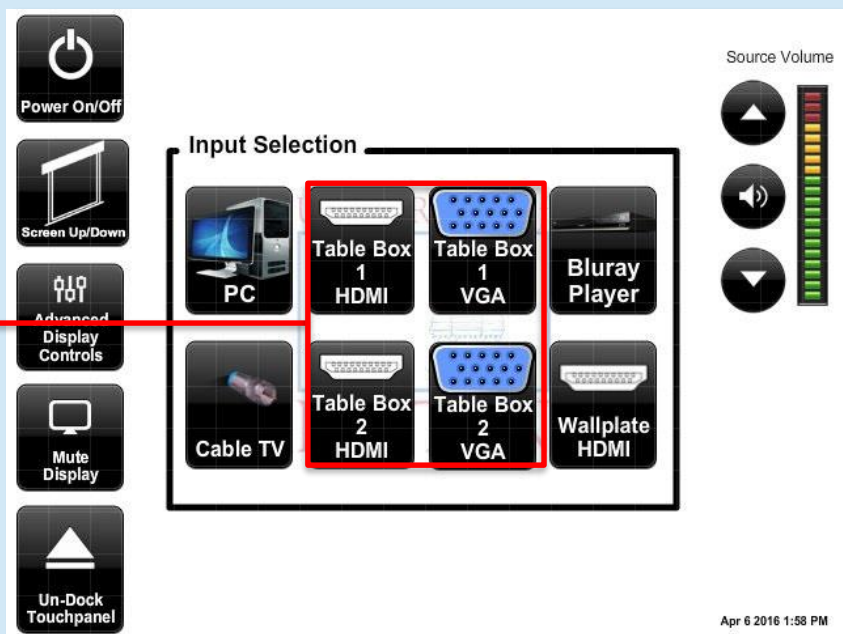 Power On/Off
Screen Up/Down
Advanced
Display
Controls
Mute
Display
Un-Dock
Touchpanel
Input Selection
PC
Table Box
1
HDMI
Table Box
1
VGA
Bluray
Player
Cable TV
Table Box
2
HDMI
Table Box
2
VGA
Wallplate
HDMI
Source Volume
Apr 6 2016 1:58 PM